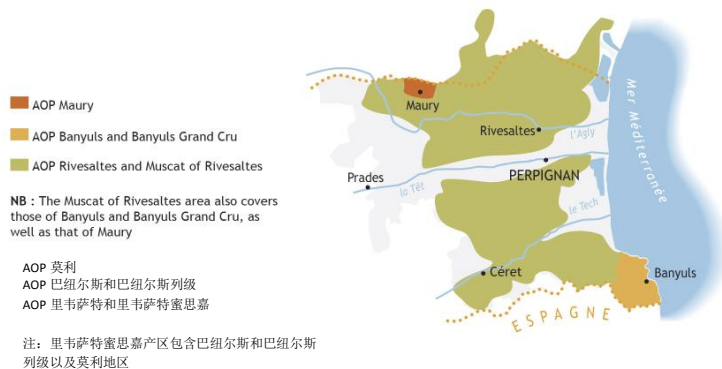 AOP Maury
AOP Banyuls and Banyuls Grand Cru
AOP Rivesaltes and Muscat of Rivesaltes
NB : The Muscat of Rivesaltes area also covers
those of Banyuls and Banyuls Grand Cru, as
well as that of Maury
AOP 莫利
AOP 巴纽尔斯和巴纽尔斯列级
AOP 里韦萨特和里韦萨特蜜思嘉
注：里韦萨特蜜思嘉产区包含巴纽尔斯和巴纽尔斯
列级以及莫利地区
Maury
Rivesaltes
l'Agly
Mer Méditerranée
PERPIGNAN
Prades
la Têt
le Tech
Céret
Banyuls
ESPAGNE